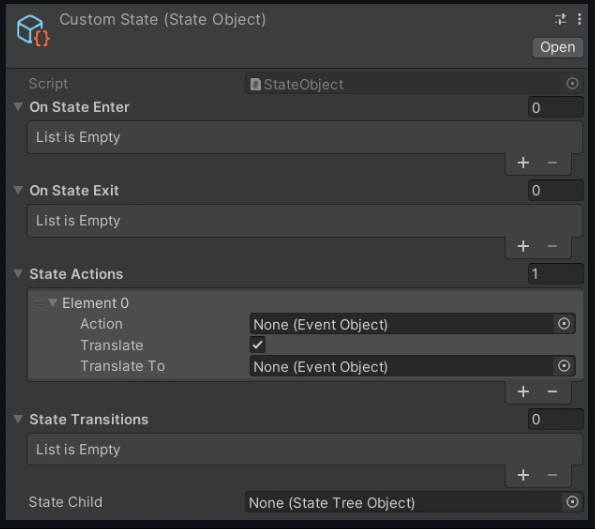 Custom State (State Object)
Open
Script StateObject
On State Enter 0
List is Empty
+ −
On State Exit 0
List is Empty
+ −
State Actions 1
Element 0
Action None (Event Object)
Translate
Translate To None (Event Object)
+ −
State Transitions 0
List is Empty
+ −
State Child None (State Tree Object)